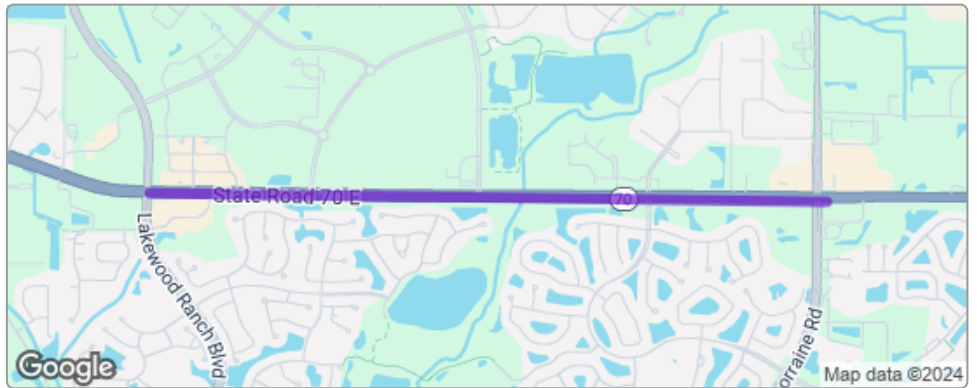 State Road 70 E
70
Lakewood Ranch Blvd
Lorraine Rd
Google
Map data ©2024